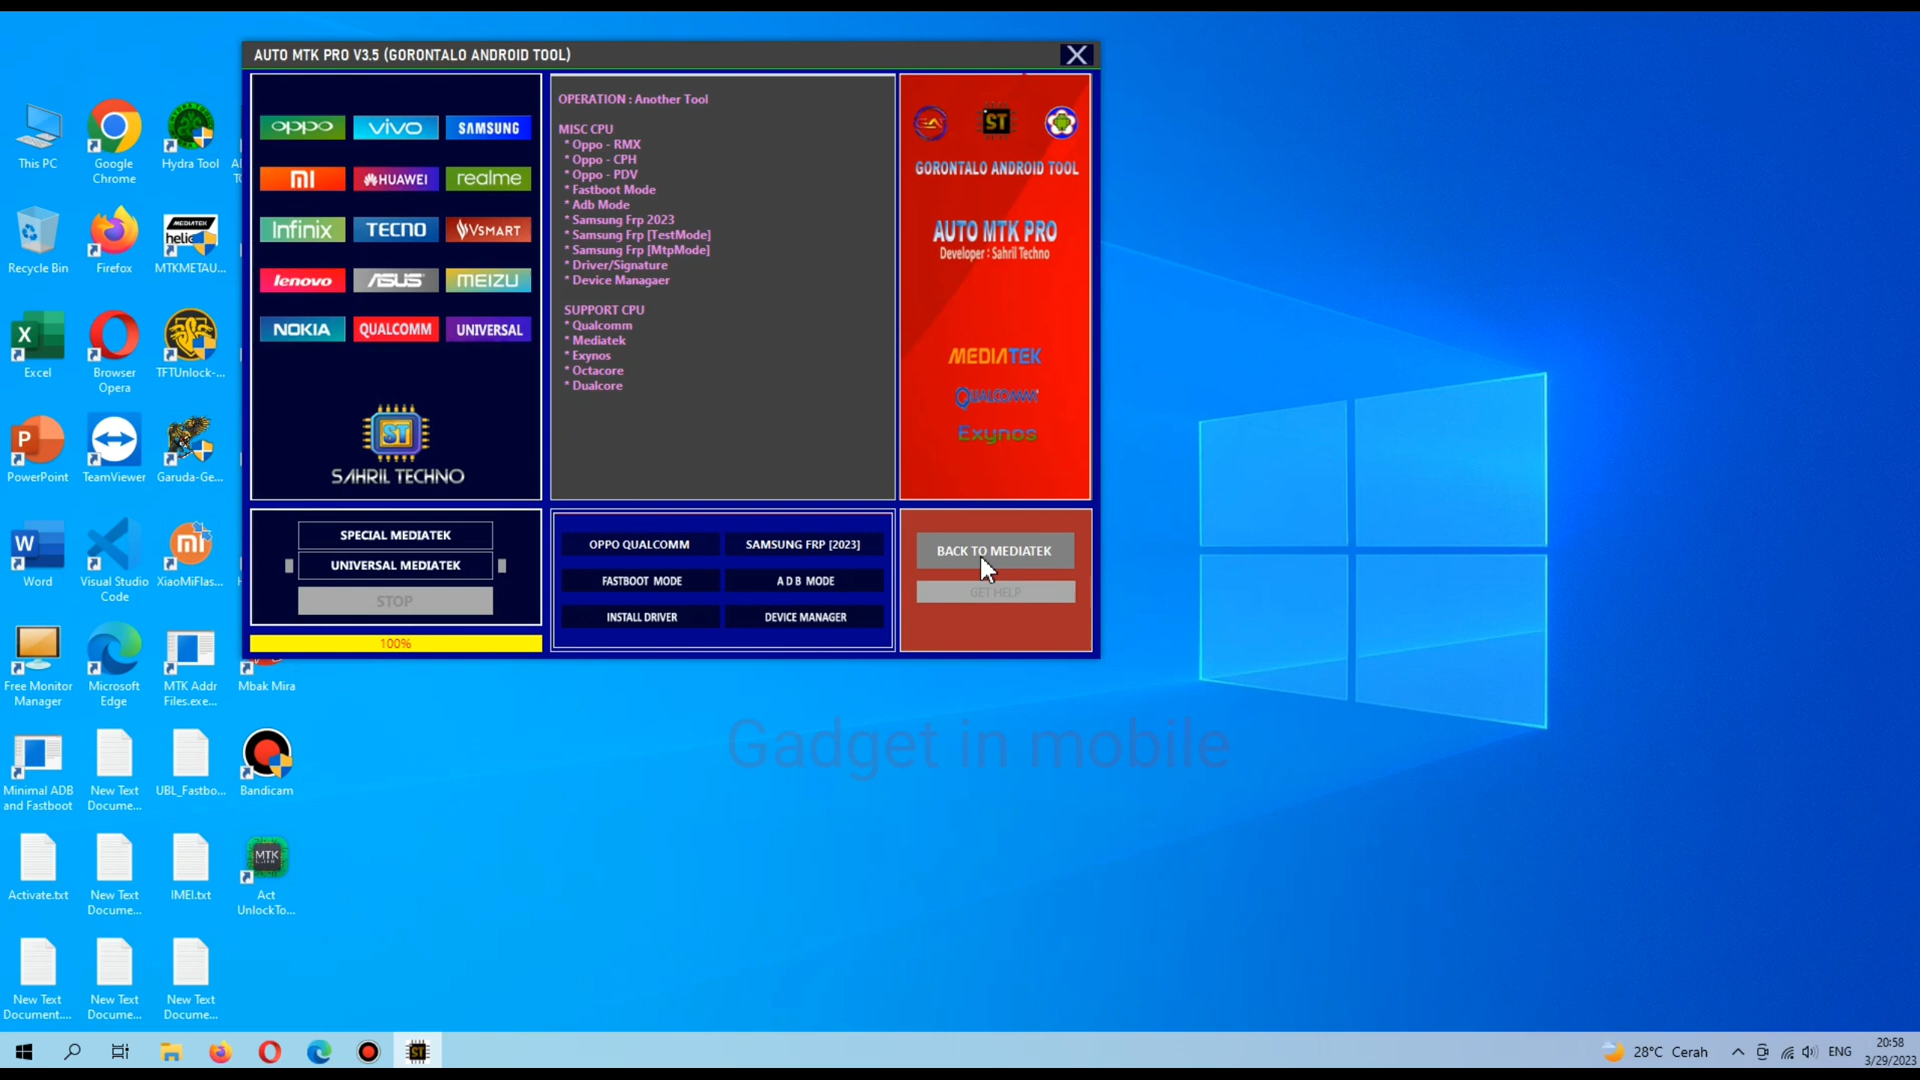 AUTO MTK PRO V3.5 (GORONTALO ANDROID TOOL)
X
oppo vivo SAMSUNG
MI HUAWEI realme
Infinix TECNO VSMART
lenovo ASUS MEIZU
NOKIA QUALCOMM UNIVERSAL
ST
SAHRIL TECHNO
OPERATION : Another Tool
MISC CPU
* Oppo - RMX
* Oppo - CPH
* Oppo - PDV
* Fastboot Mode
* Adb Mode
* Samsung Frp 2023
* Samsung Frp [TestMode]
* Samsung Frp [MtpMode]
* Driver/Signature
* Device Managaer
SUPPORT CPU
* Qualcomm
* Mediatek
* Exynos
* Octacore
* Dualcore
ST
GORONTALO ANDROID TOOL
AUTO MTK PRO
Developer : Sahril Techno
MEDIATEK
QUALCOMM
Exynos
SPECIAL MEDIATEK
UNIVERSAL MEDIATEK
STOP
100%
OPPO QUALCOMM SAMSUNG FRP [2023]
FASTBOOT MODE A D B MODE
INSTALL DRIVER DEVICE MANAGER
BACK TO MEDIATEK
GET HELP
This PC
Google
Chrome
Hydra Tool
Recycle Bin
Firefox
MEDIATEK
helio
MTKMETAU...
Excel
Browser
Opera
TFTUnlock-...
PowerPoint
TeamViewer
Garuda-Ge...
Word
Visual Studio
Code
XiaoMiFlas...
Free Monitor
Manager
Microsoft
Edge
MTK Addr
Files.exe...
Mbak Mira
Minimal ADB
and Fastboot
New Text
Docume...
UBL_Fastbo...
Bandicam
Activate.txt
New Text
Docume...
IMEI.txt
MTK
Act
UnlockTo...
New Text
Document....
New Text
Docume...
New Text
Docume...
Gadget in mobile
28°C Cerah
ENG
20:58
3/29/2023